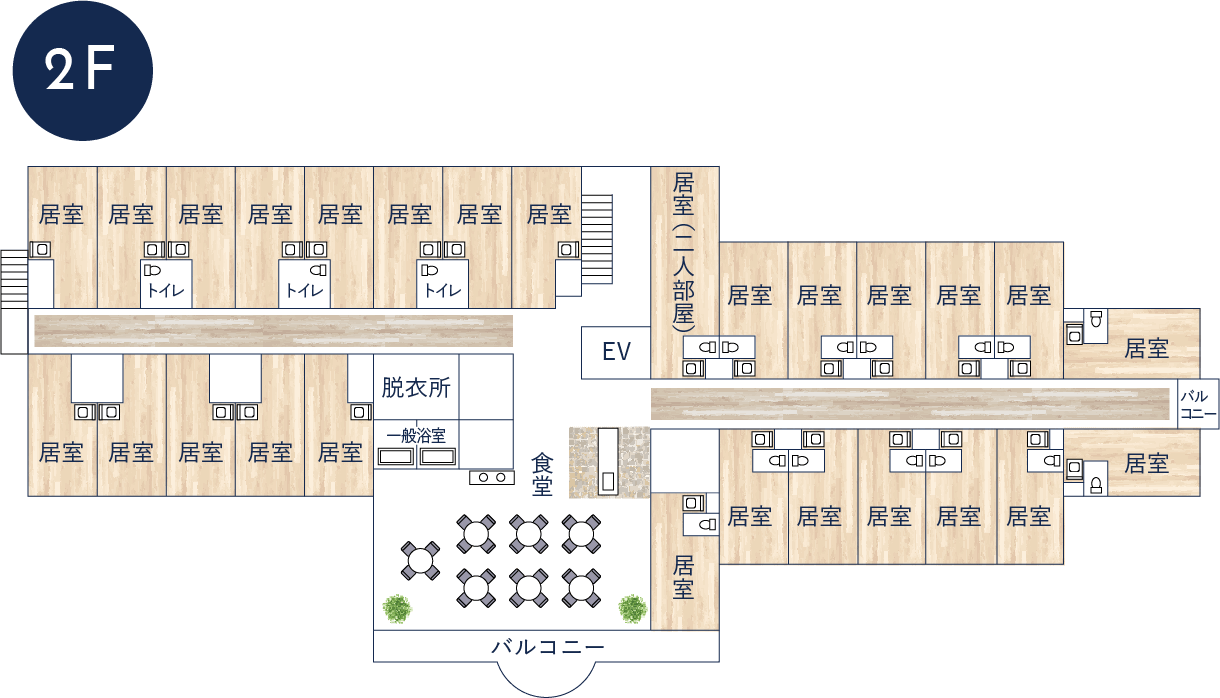 2F
居室 居室 居室 居室 居室 居室 居室 居室
居室(二人部屋)
トイレ トイレ トイレ
居室 居室 居室 居室 居室
EV
居室
脱衣所
バル
コニー
一般浴室
居室 居室 居室 居室 居室
食堂
居室
居室 居室 居室 居室 居室
居室
バルコニー